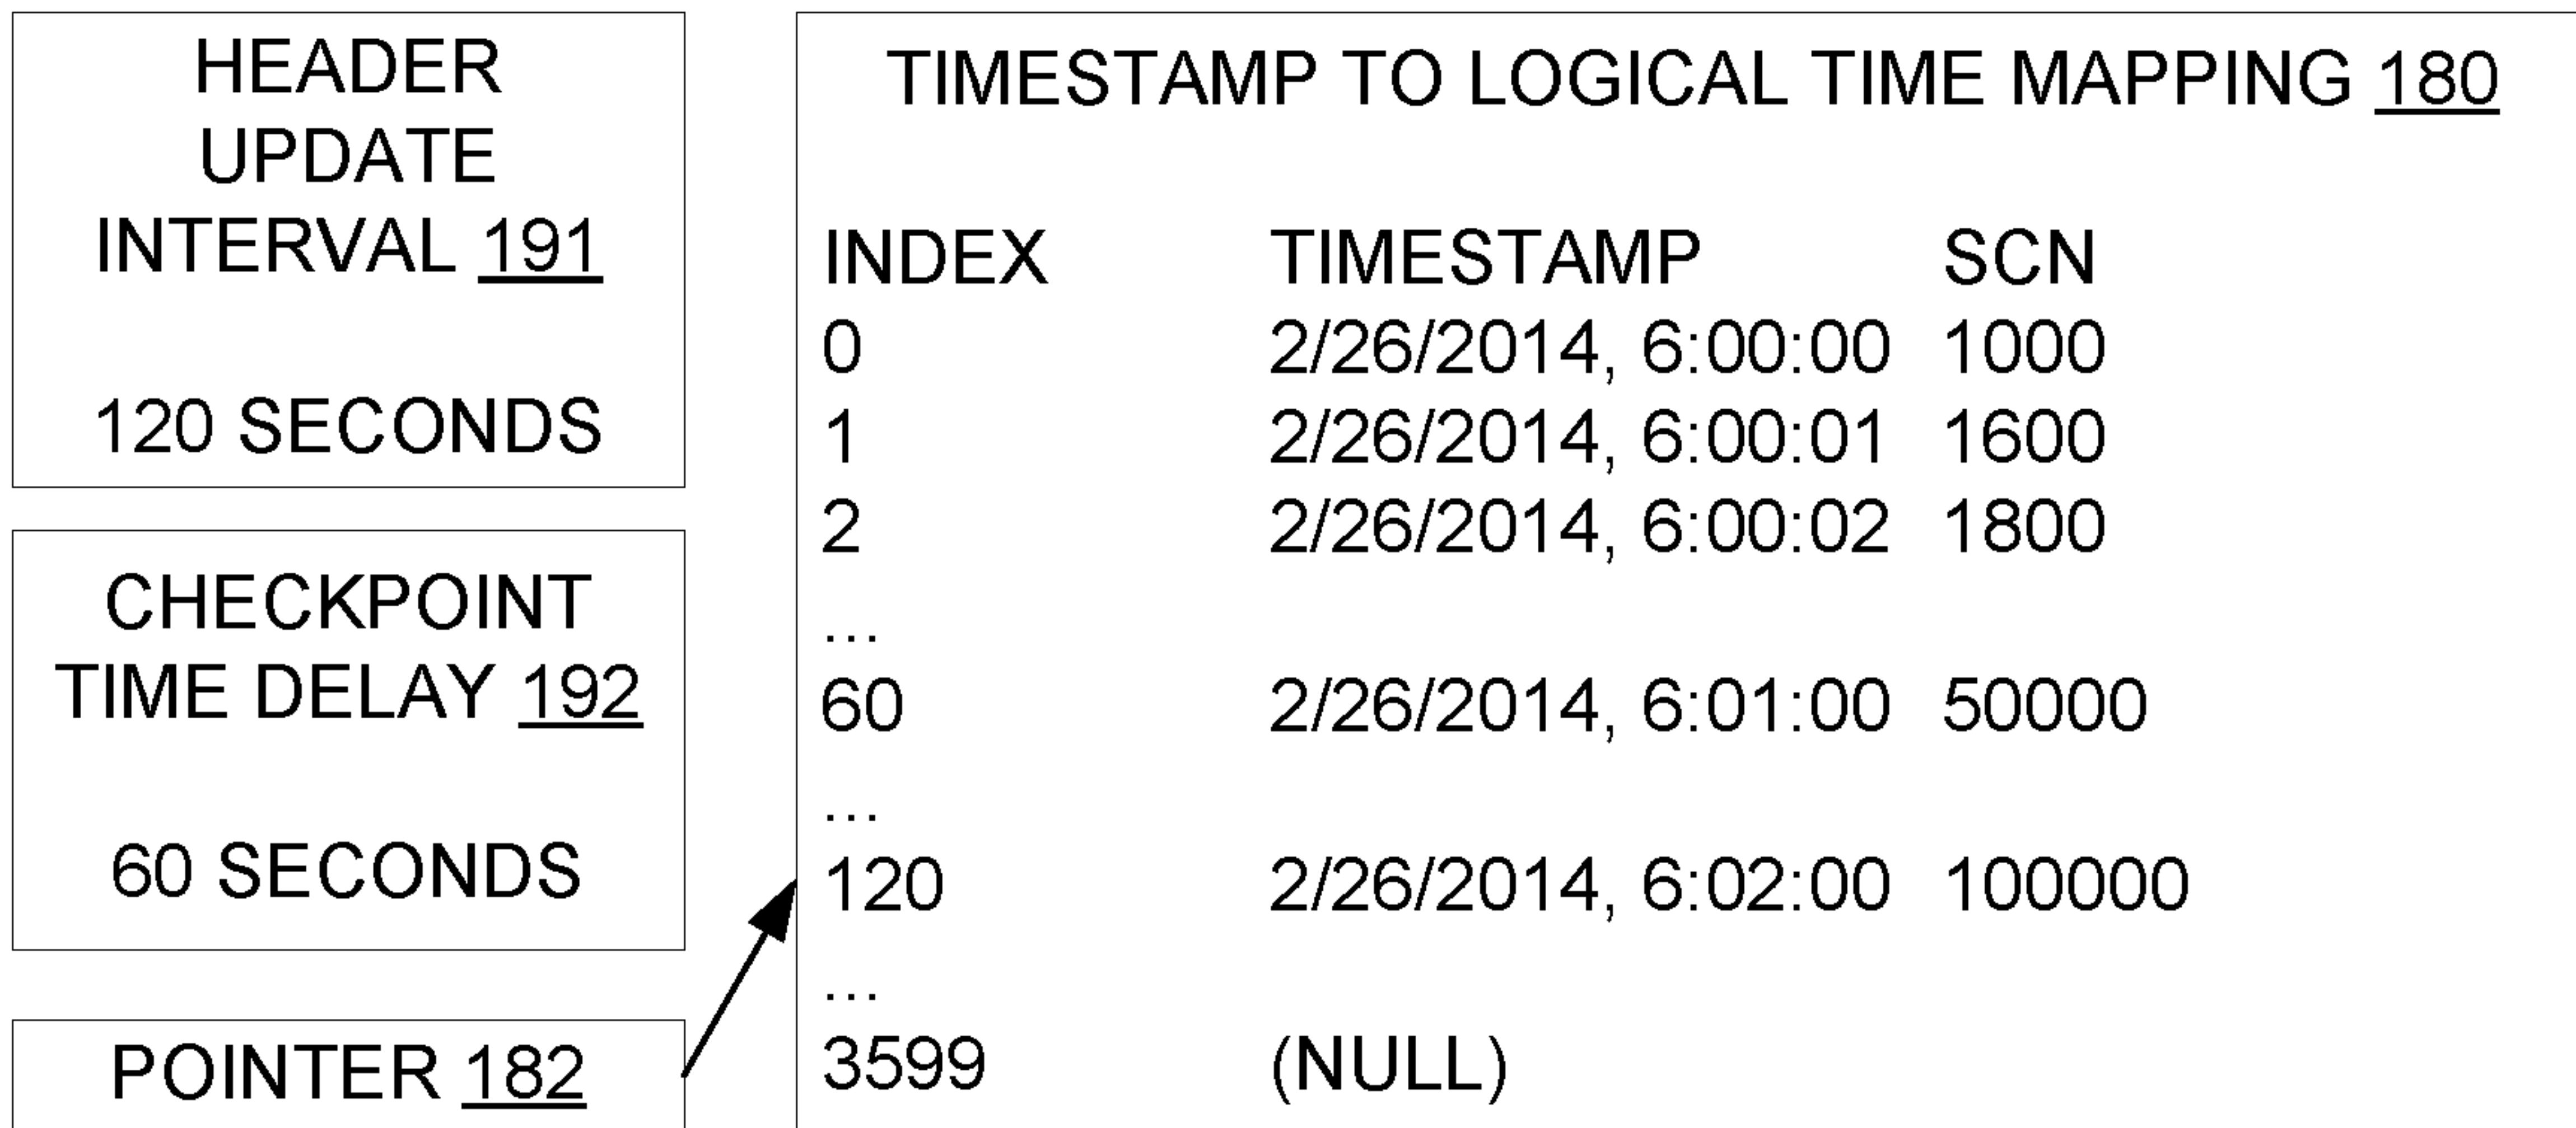 HEADER
UPDATE
INTERVAL 191
120 SECONDS
CHECKPOINT
TIME DELAY 192
60 SECONDS
POINTER 182
TIMESTAMP TO LOGICAL TIME MAPPING 180
INDEX TIMESTAMP SCN
0 2/26/2014, 6:00:00 1000
1 2/26/2014, 6:00:01 1600
2 2/26/2014, 6:00:02 1800
...
60 2/26/2014, 6:01:00 50000
...
120 2/26/2014, 6:02:00 100000
...
3599 (NULL)